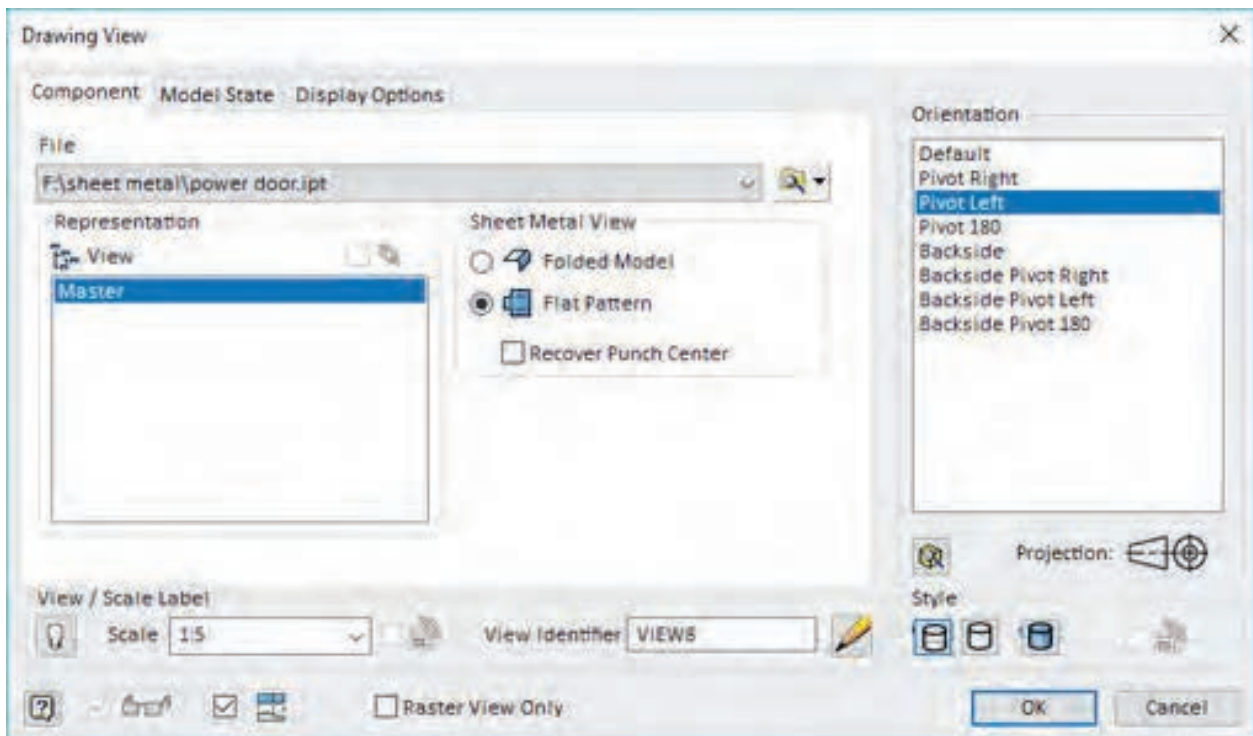 Drawing View
Component Model State Display Options
File
F:\sheet metal\power door.ipt
Representation
View
Master
Sheet Metal View
Folded Model
Flat Pattern
Recover Punch Center
Orientation
Default
Pivot Right
Pivot Left
Pivot 180
Backside
Backside Pivot Right
Backside Pivot Left
Backside Pivot 180
Projection:
View / Scale Label
Scale 1:5
View Identifier VIEW8
Style
Raster View Only
OK Cancel